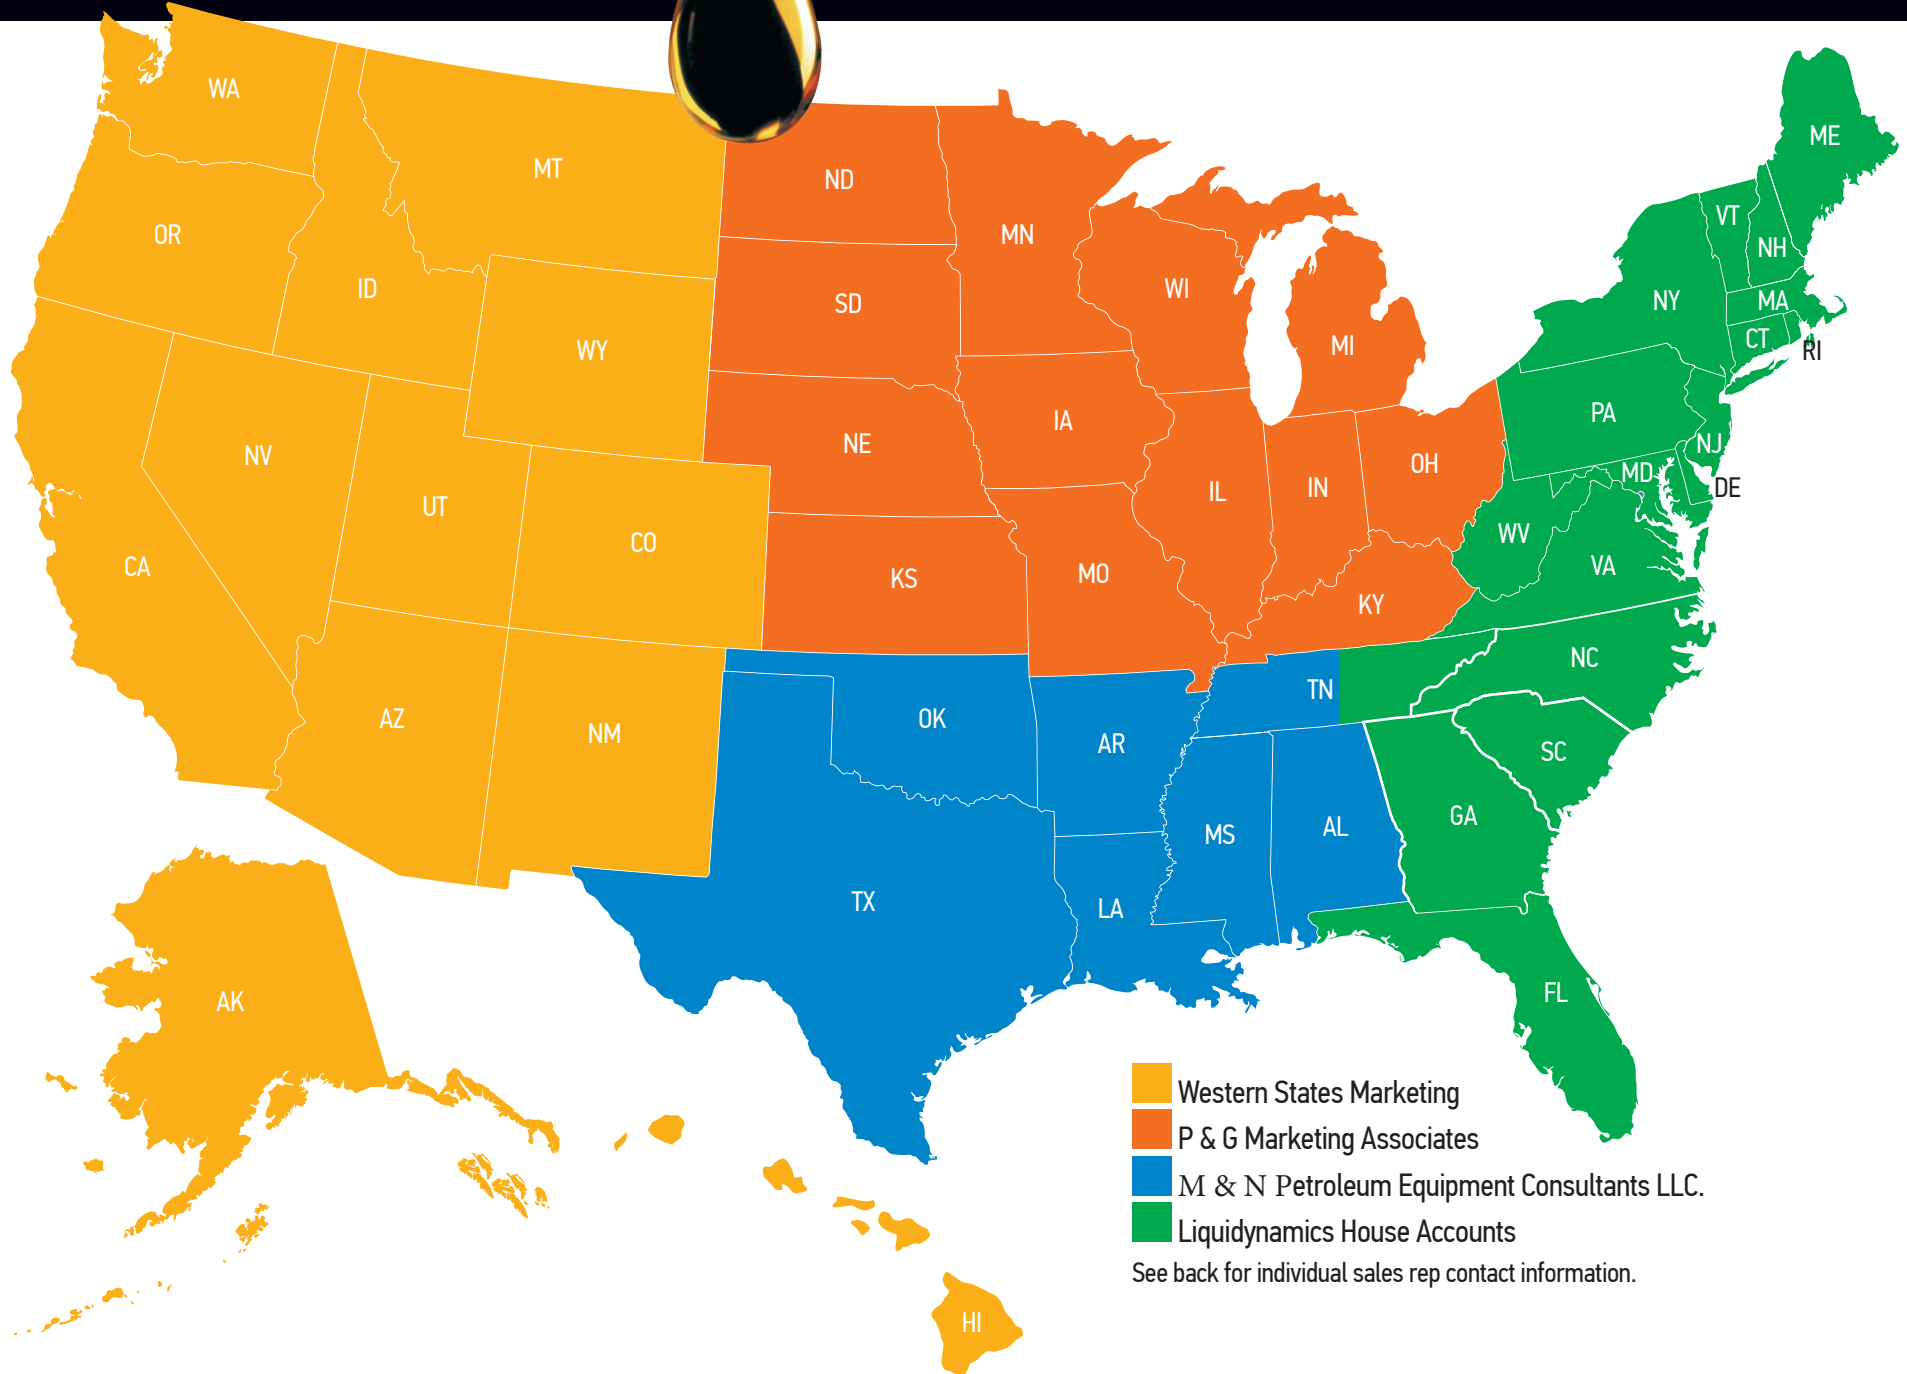 WA
MT
ND
MN
ME
OR
ID
SD
WI
VT
NH
WY
MI
NY
MA
CT
RI
NV
NE
IA
PA
NJ
UT
CO
IL
IN
OH
MD
DE
CA
KS
MO
WV
VA
KY
AZ
NM
OK
AR
TN
NC
SC
TX
LA
MS
AL
GA
AK
FL
HI
Western States Marketing
P & G Marketing Associates
M & N Petroleum Equipment Consultants LLC.
Liquidynamics House Accounts
See back for individual sales rep contact information.